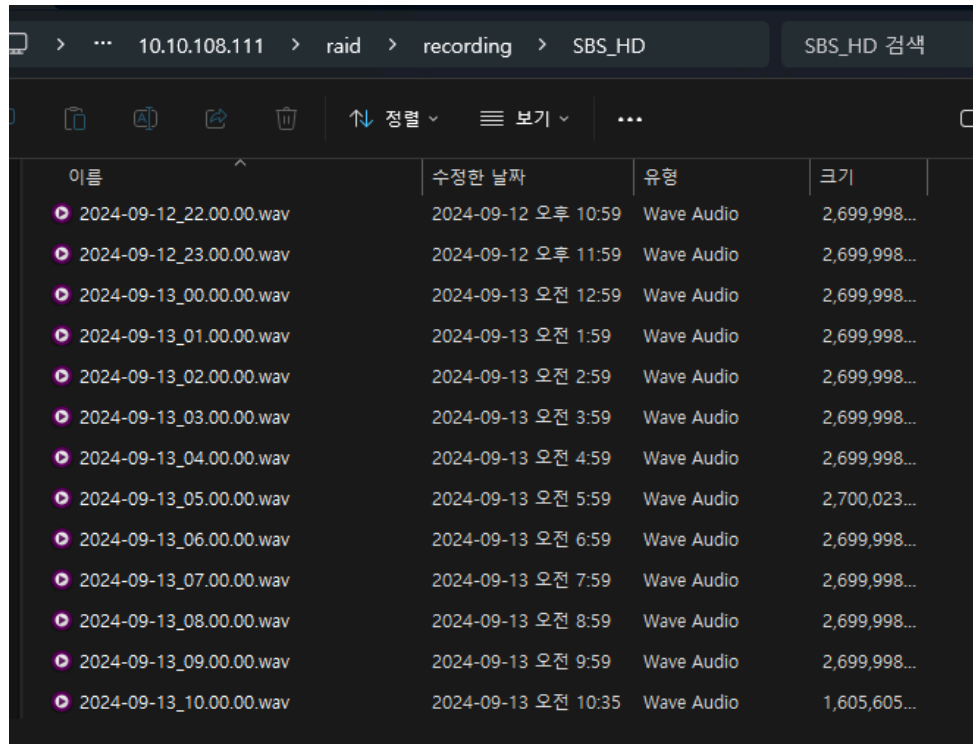 > ··· 10.10.108.111 > raid > recording > SBS_HD SBS_HD 검색
정렬 보기 ···
이름 수정한 날짜 유형 크기
2024-09-12_22.00.00.wav 2024-09-12 오후 10:59 Wave Audio 2,699,998...
2024-09-12_23.00.00.wav 2024-09-12 오후 11:59 Wave Audio 2,699,998...
2024-09-13_00.00.00.wav 2024-09-13 오전 12:59 Wave Audio 2,699,998...
2024-09-13_01.00.00.wav 2024-09-13 오전 1:59 Wave Audio 2,699,998...
2024-09-13_02.00.00.wav 2024-09-13 오전 2:59 Wave Audio 2,699,998...
2024-09-13_03.00.00.wav 2024-09-13 오전 3:59 Wave Audio 2,699,998...
2024-09-13_04.00.00.wav 2024-09-13 오전 4:59 Wave Audio 2,699,998...
2024-09-13_05.00.00.wav 2024-09-13 오전 5:59 Wave Audio 2,700,023...
2024-09-13_06.00.00.wav 2024-09-13 오전 6:59 Wave Audio 2,699,998...
2024-09-13_07.00.00.wav 2024-09-13 오전 7:59 Wave Audio 2,699,998...
2024-09-13_08.00.00.wav 2024-09-13 오전 8:59 Wave Audio 2,699,998...
2024-09-13_09.00.00.wav 2024-09-13 오전 9:59 Wave Audio 2,699,998...
2024-09-13_10.00.00.wav 2024-09-13 오전 10:35 Wave Audio 1,605,605...